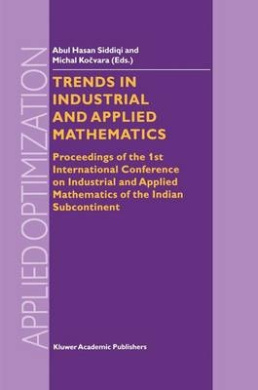 APPLIED OPTIMIZATION
Abul Hasan Siddiqi and
Michal Kočvara (Eds.)
TRENDS IN
INDUSTRIAL
AND APPLIED
MATHEMATICS
Proceedings of the 1st
International Conference
on Industrial and Applied
Mathematics of the Indian
Subcontinent
Kluwer Academic Publishers